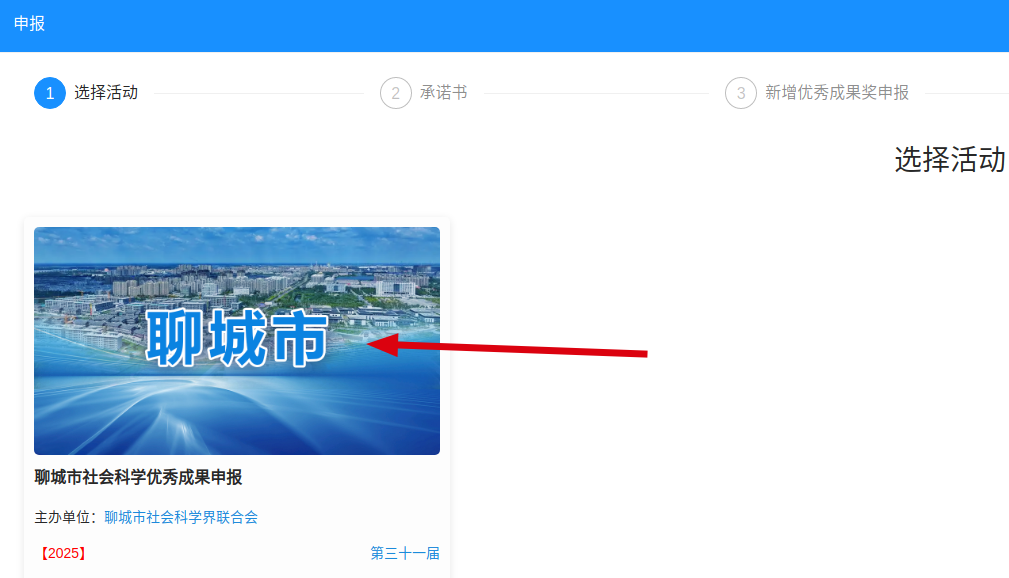 申报
1 选择活动 2 承诺书 3 新增优秀成果奖申报
选择活动
聊城市
聊城市社会科学优秀成果申报
主办单位：聊城市社会科学界联合会
【2025】 第三十一届